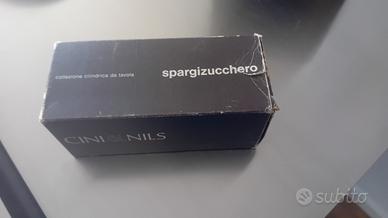 collezione cilindrica da tavola
spargizucchero
CINI&NILS
subito